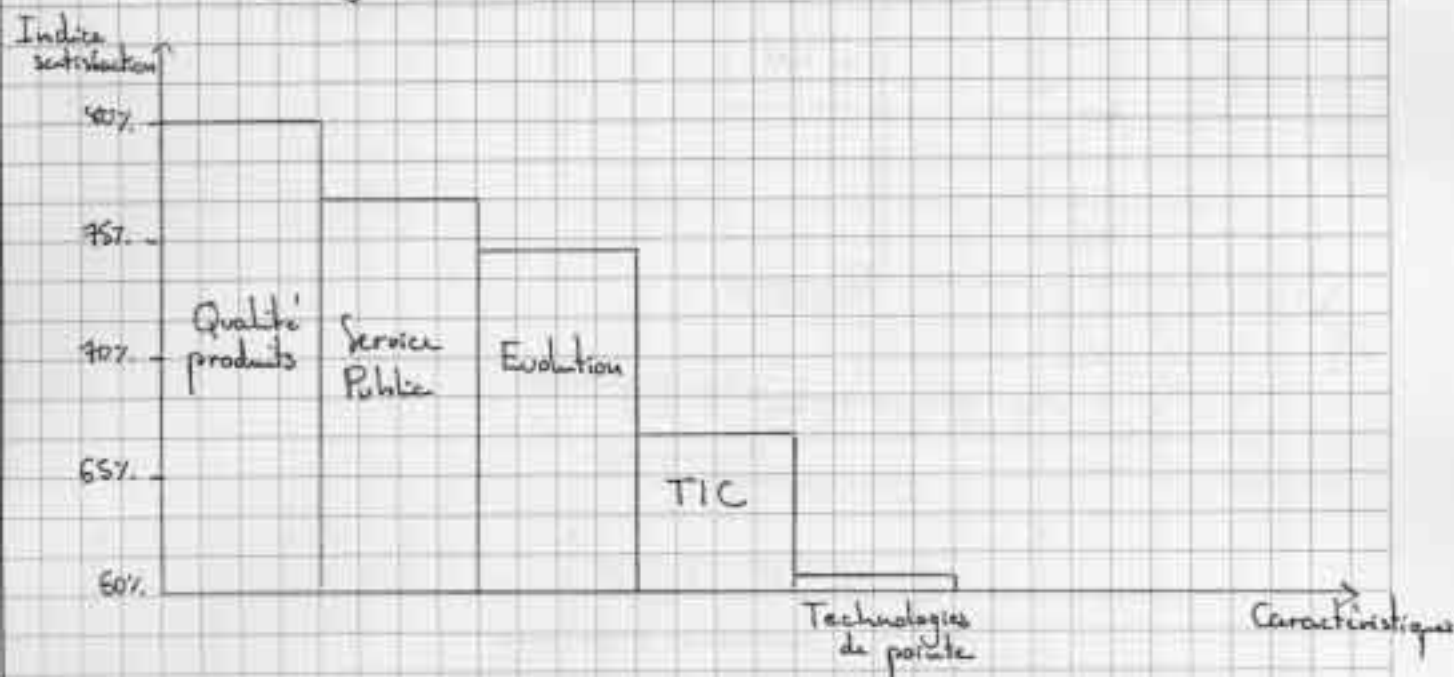 Indice
satisfaction
80%
75%
70%
65%
60%
Qualité
produits
Service
Public
Evolution
TIC
Technologies
de pointe
Caractéristiques